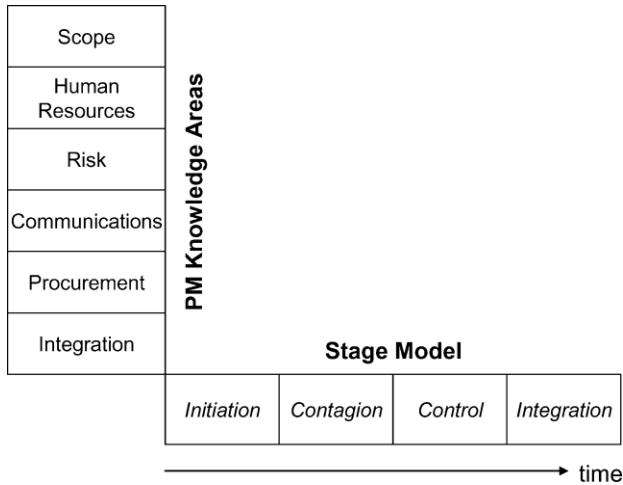 Scope
Human
Resources
Risk
Communications
Procurement
Integration
PM Knowledge Areas
Stage Model
Initiation
Contagion
Control
Integration
time